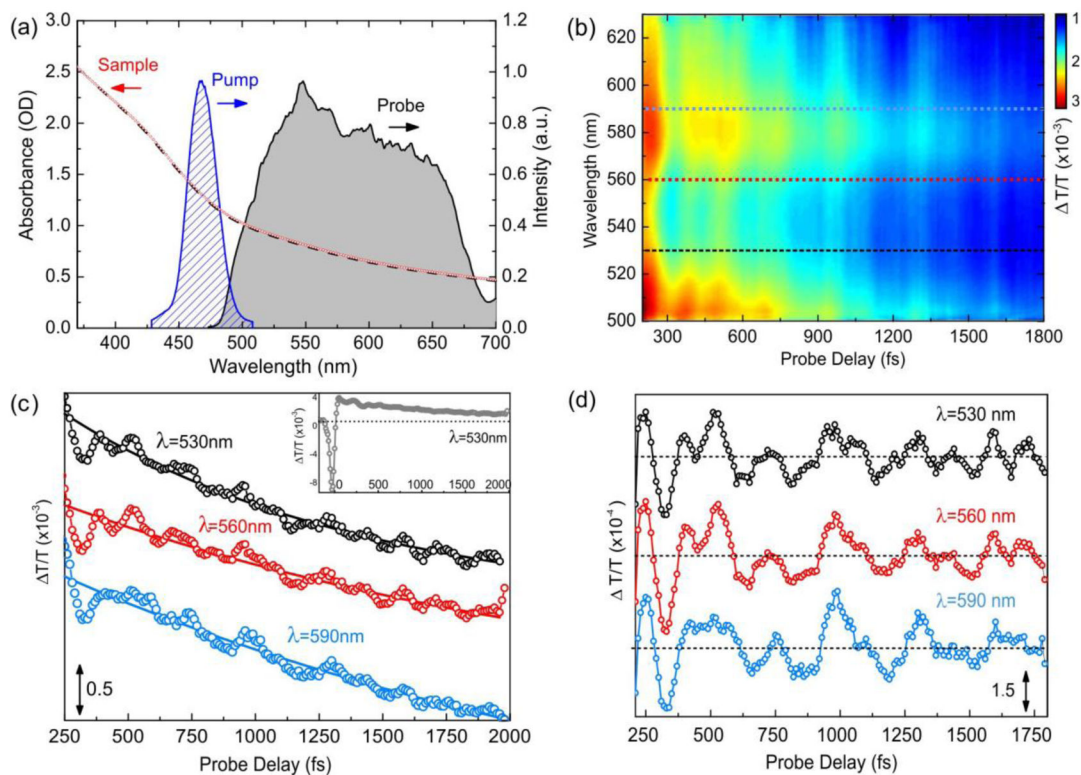 (a)
3.0
2.5
2.0
1.5
1.0
0.5
0.0
Absorbance (OD)
Sample
Pump
Probe
1.2
1.0
0.8
0.6
0.4
0.2
0.0
Intensity (a.u.)
400 450 500 550 600 650 700
Wavelength (nm)
(b)
620
600
580
560
540
520
500
Wavelength (nm)
300 600 900 1200 1500 1800
Probe Delay (fs)
1
2
3
ΔT/T (x10⁻³)
(c)
ΔT/T (x10⁻³)
4
0
-4
-8
ΔT/T (x10⁻³)
λ=530nm
0 500 1000 1500 2000
λ=530nm
λ=560nm
λ=590nm
0.5
250 500 750 1000 1250 1500 1750 2000
Probe Delay (fs)
(d)
Δ T/T (x10⁻⁴)
λ=530 nm
λ=560 nm
λ=590 nm
1.5
250 500 750 1000 1250 1500 1750
Probe Delay (fs)